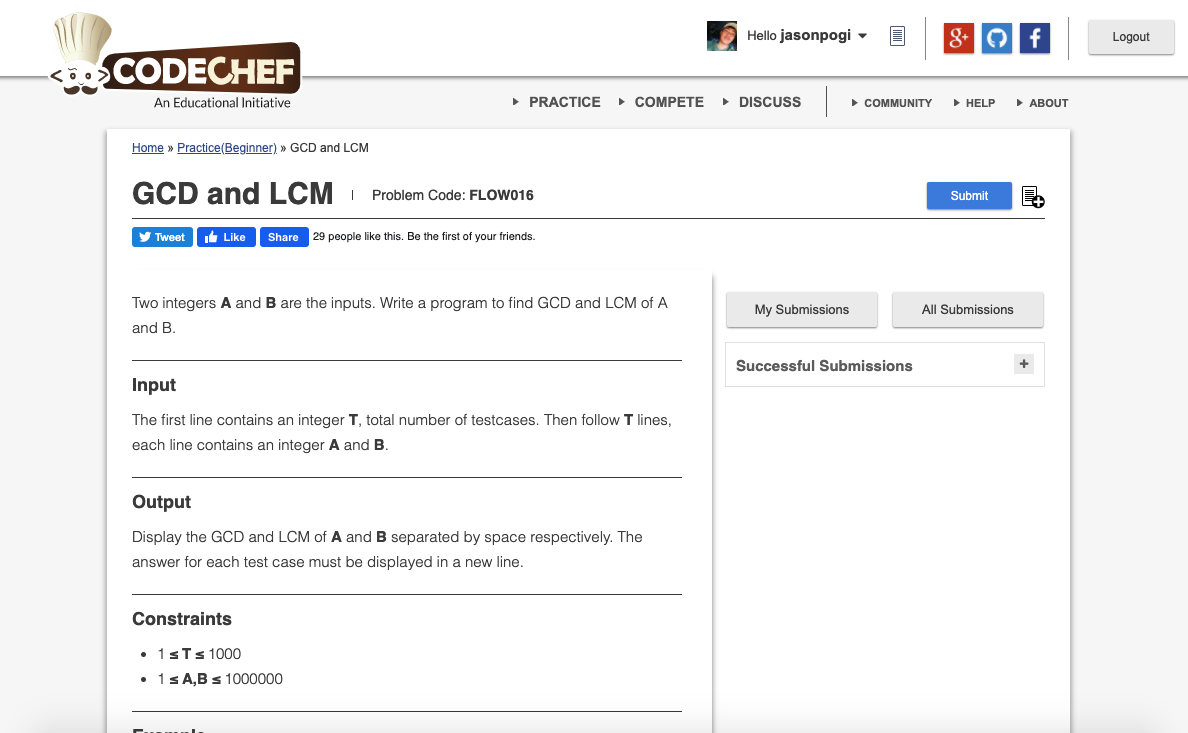 CODECHEF
An Educational Initiative
Hello jasonpogi
g+
f
Logout
PRACTICE COMPETE DISCUSS COMMUNITY HELP ABOUT
Home » Practice(Beginner) » GCD and LCM
GCD and LCM | Problem Code: FLOW016
Submit
Tweet Like Share 29 people like this. Be the first of your friends.
Two integers A and B are the inputs. Write a program to find GCD and LCM of A
and B.
My Submissions All Submissions
Successful Submissions +
Input
The first line contains an integer T, total number of testcases. Then follow T lines,
each line contains an integer A and B.
Output
Display the GCD and LCM of A and B separated by space respectively. The
answer for each test case must be displayed in a new line.
Constraints
• 1 ≤ T ≤ 1000
• 1 ≤ A,B ≤ 1000000
Example